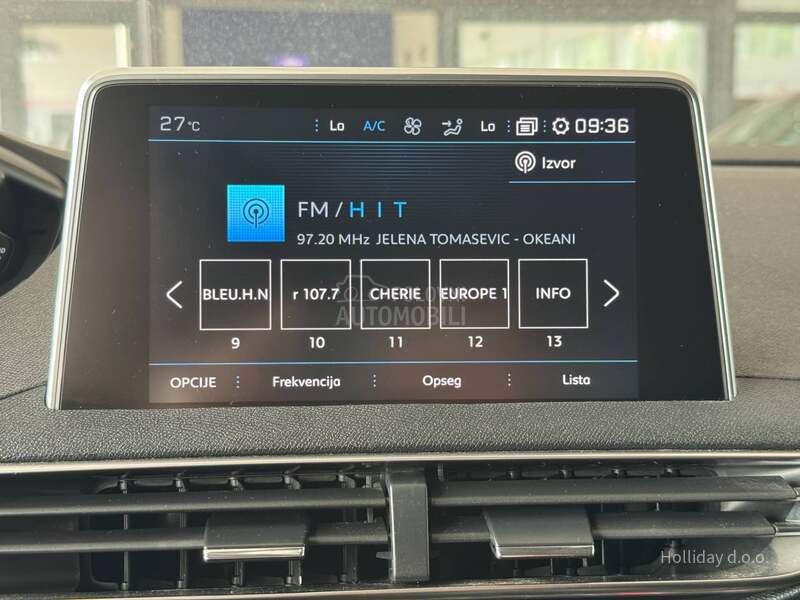 27°C Lo A/C Lo 09:36
Izvor
FM / H I T
97.20 MHz JELENA TOMASEVIC - OKEANI
BLEU.H.N r 107.7 CHERIE EUROPE 1 INFO
POLOVNI
AUTOMOBILI
9 10 11 12 13
OPCIJE Frekvencija Opseg Lista
Holliday d.o.o.